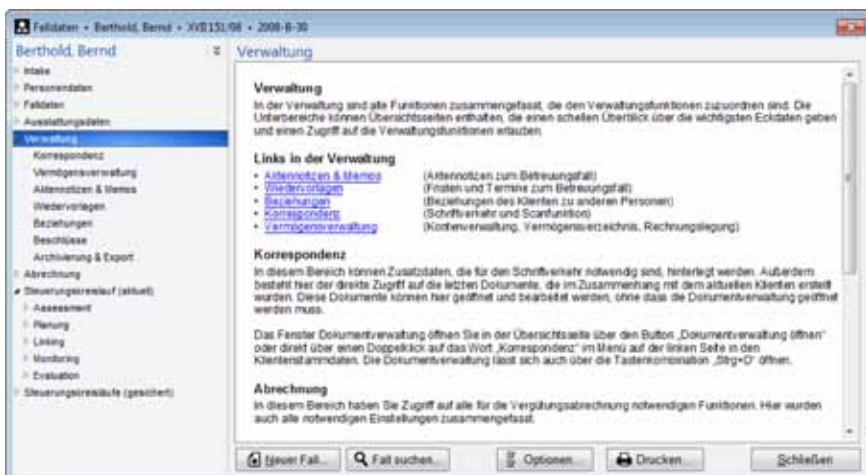 Falldaten • Berthold, Bernd • XVII 151/08 • 2008-B-30
Berthold, Bernd
Intake
Personendaten
Falldaten
Ausstattungsdaten
Verwaltung
Korrespondenz
Vermögensverwaltung
Aktennotizen & Memos
Wiedervorlagen
Beziehungen
Beschlüsse
Archivierung & Export
Abrechnung
Steuerungskreislauf (aktuell)
Assessment
Planung
Linking
Monitoring
Evaluation
Steuerungskreisläufe (gesichert)
Verwaltung
Verwaltung
In der Verwaltung sind alle Funktionen zusammengefasst, die den Verwaltungsfunktionen zuzuordnen sind. Die
Unterbereiche können Übersichtsseiten enthalten, die einen schellen Überblick über die wichtigsten Eckdaten geben
und einen Zugriff auf die Verwaltungsfunktionen erlauben.
Links in der Verwaltung
• Aktennotizen & Memos (Aktennotizen zum Betreuungsfall)
• Wiedervorlagen (Fristen und Termine zum Betreuungsfall)
• Beziehungen (Beziehungen des Klienten zu anderen Personen)
• Korrespondenz (Schriftverkehr und Scanfunktion)
• Vermögensverwaltung (Kontenverwaltung, Vermögensverzeichnis, Rechnungslegung)
Korrespondenz
In diesem Bereich können Zusatzdaten, die für den Schriftverkehr notwendig sind, hinterlegt werden. Außerdem
besteht hier der direkte Zugriff auf die letzten Dokumente, die im Zusammenhang mit dem aktuellen Klienten erstellt
wurden. Diese Dokumente können hier geöffnet und bearbeitet werden, ohne dass die Dokumentverwaltung geöffnet
werden muss.
Das Fenster Dokumentverwaltung öffnen Sie in der Übersichtsseite über den Button „Dokumentverwaltung öffnen"
oder direkt über einen Doppelklick auf das Wort „Korrespondenz" im Menü auf der linken Seite in den
Klientenstammdaten. Die Dokumentverwaltung lässt sich auch über die Tastenkombination „Strg+D" öffnen.
Abrechnung
In diesem Bereich haben Sie Zugriff auf alle für die Vergütungsabrechnung notwendigen Funktionen. Hier wurden
auch alle notwendigen Einstellungen zusammengefasst.
Neuer Fall... Fall suchen... Optionen... Drucken... Schließen